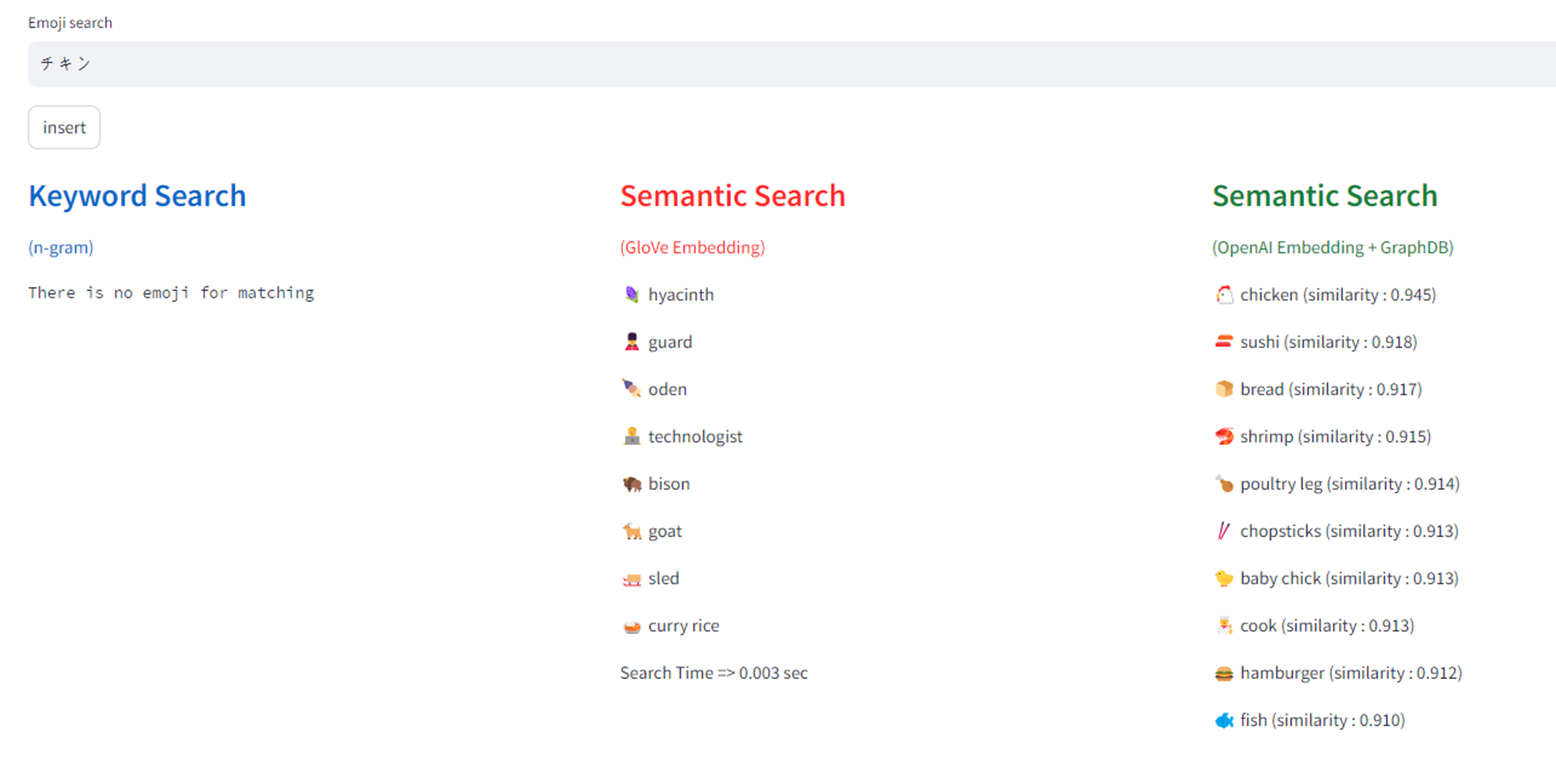 Emoji search
チキン
insert
Keyword Search
(n-gram)
There is no emoji for matching
Semantic Search
(GloVe Embedding)
hyacinth
guard
oden
technologist
bison
goat
sled
curry rice
Search Time => 0.003 sec
Semantic Search
(OpenAI Embedding + GraphDB)
chicken (similarity : 0.945)
sushi (similarity : 0.918)
bread (similarity : 0.917)
shrimp (similarity : 0.915)
poultry leg (similarity : 0.914)
chopsticks (similarity : 0.913)
baby chick (similarity : 0.913)
cook (similarity : 0.913)
hamburger (similarity : 0.912)
fish (similarity : 0.910)